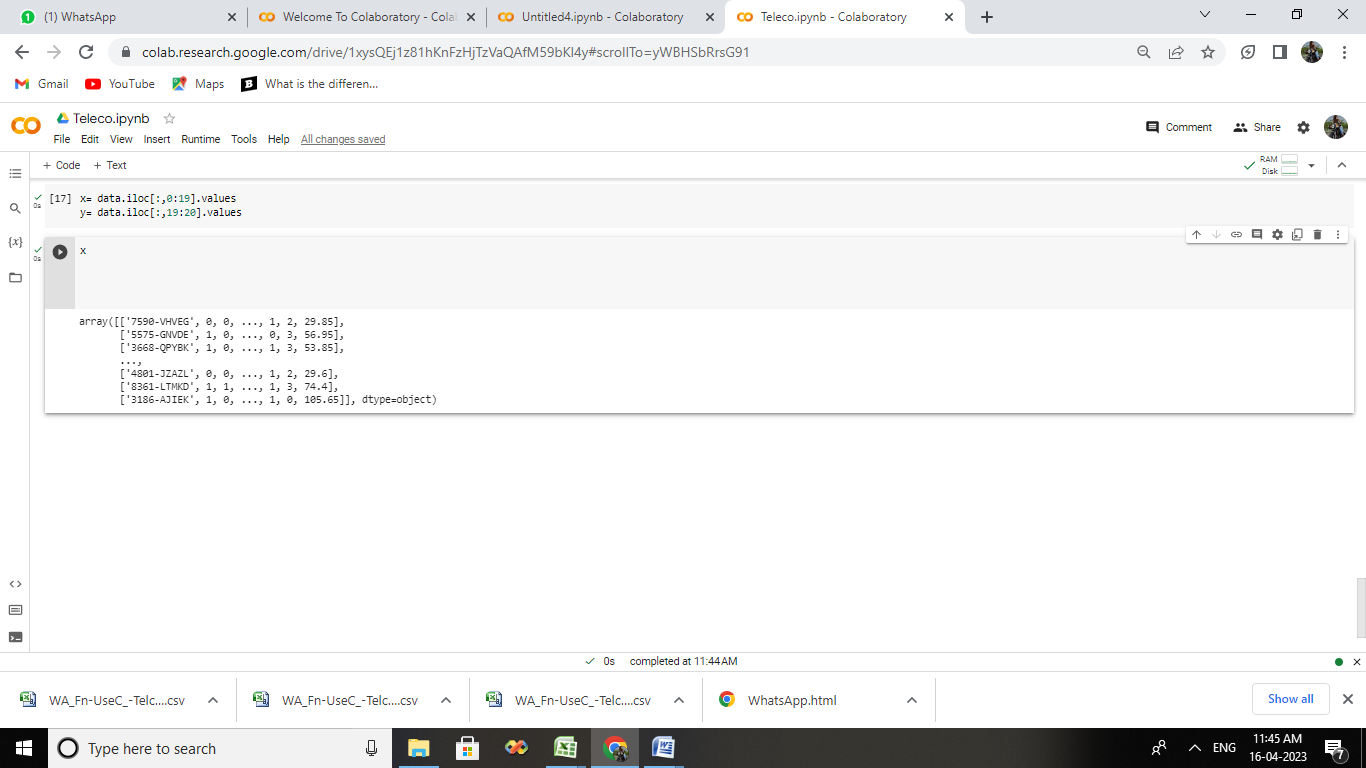 (1) WhatsApp
Welcome To Colaboratory - Cola
Untitled4.ipynb - Colaboratory
Teleco.ipynb - Colaboratory
colab.research.google.com/drive/1xysQEj1z81hKnFzHjTzVaQAfM59bKl4y#scrollTo=yWBHSbRrsG91
Gmail YouTube Maps What is the differen...
Teleco.ipynb
File Edit View Insert Runtime Tools Help All changes saved
Comment Share
+ Code + Text
RAM
Disk
[17] x= data.iloc[:,0:19].values
0s
y= data.iloc[:,19:20].values
x
0s
array([['7590-VHVEG', 0, 0, ..., 1, 2, 29.85],
['5575-GNVDE', 1, 0, ..., 0, 3, 56.95],
['3668-QPYBK', 1, 0, ..., 1, 3, 53.85],
...,
['4801-JZAZL', 0, 0, ..., 1, 2, 29.6],
['8361-LTMKD', 1, 1, ..., 1, 3, 74.4],
['3186-AJIEK', 1, 0, ..., 1, 0, 105.65]], dtype=object)
0s completed at 11:44 AM
WA_Fn-UseC_-Telc....csv
WA_Fn-UseC_-Telc....csv
WA_Fn-UseC_-Telc....csv
WhatsApp.html
Show all
Type here to search
ENG
11:45 AM
16-04-2023
7